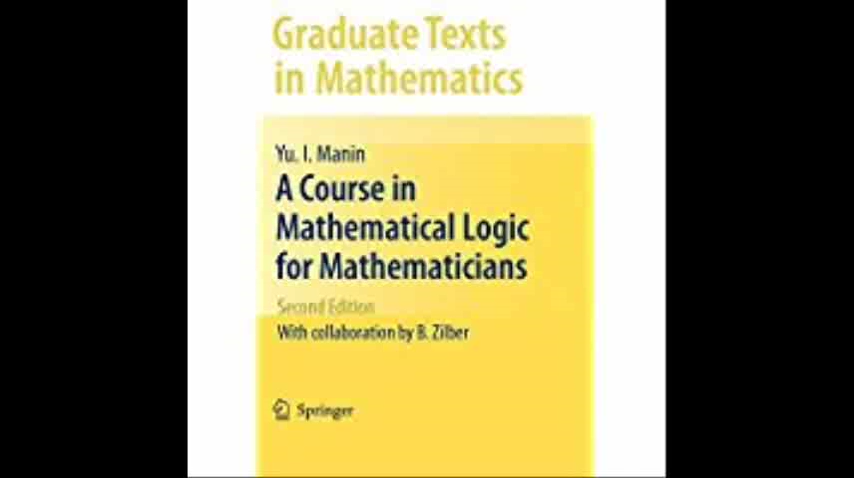 Graduate Texts
in Mathematics
Yu. I. Manin
A Course in
Mathematical Logic
for Mathematicians
Second Edition
With collaboration by B. Zilber
Springer